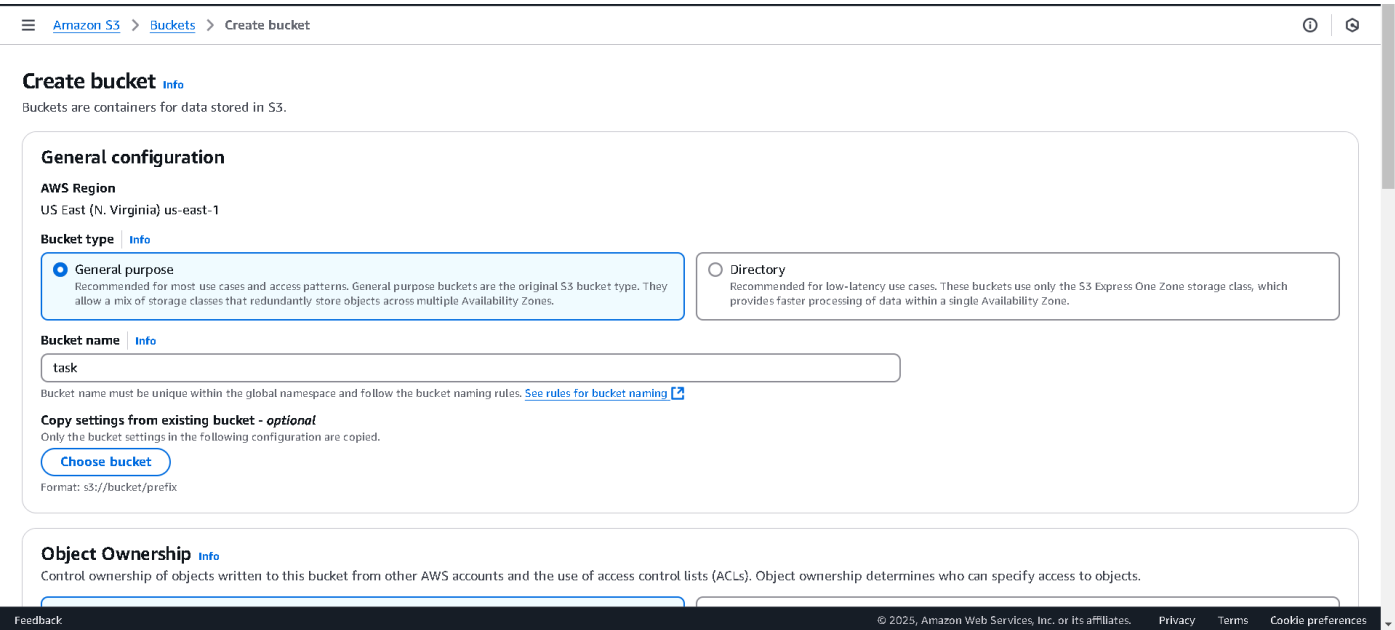 Amazon S3 > Buckets > Create bucket
Create bucket Info
Buckets are containers for data stored in S3.
General configuration
AWS Region
US East (N. Virginia) us-east-1
Bucket type Info
General purpose
Recommended for most use cases and access patterns. General purpose buckets are the original S3 bucket type. They
allow a mix of storage classes that redundantly store objects across multiple Availability Zones.
Directory
Recommended for low-latency use cases. These buckets use only the S3 Express One Zone storage class, which
provides faster processing of data within a single Availability Zone.
Bucket name Info
task
Bucket name must be unique within the global namespace and follow the bucket naming rules. See rules for bucket naming
Copy settings from existing bucket - optional
Only the bucket settings in the following configuration are copied.
Choose bucket
Format: s3://bucket/prefix
Object Ownership Info
Control ownership of objects written to this bucket from other AWS accounts and the use of access control lists (ACLs). Object ownership determines who can specify access to objects.
Feedback © 2025, Amazon Web Services, Inc. or its affiliates. Privacy Terms Cookie preferences